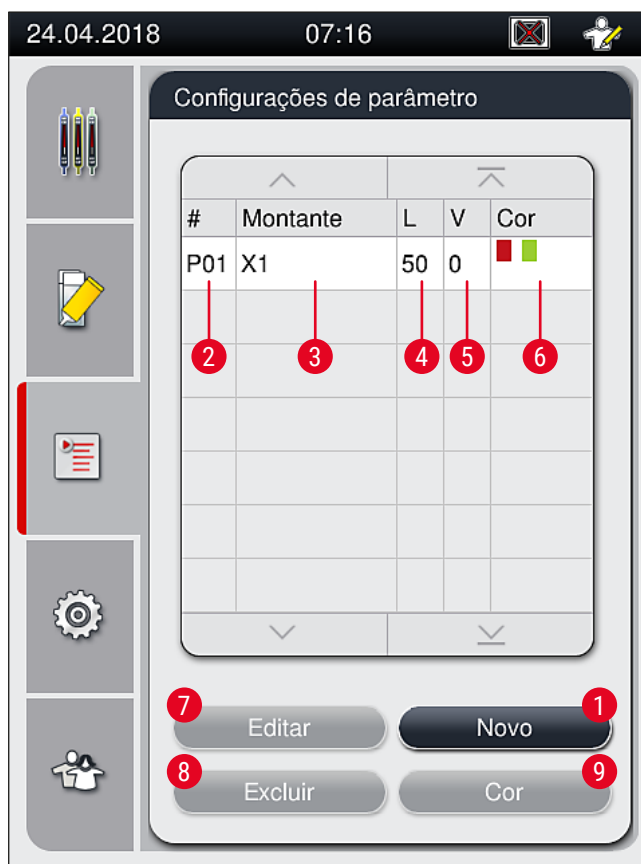 24.04.2018 07:16
Configurações de parâmetro
# Montante L V Cor
P01 X1 50 0
2 3 4 5 6
7 1
Editar Novo
8 9
Excluir Cor